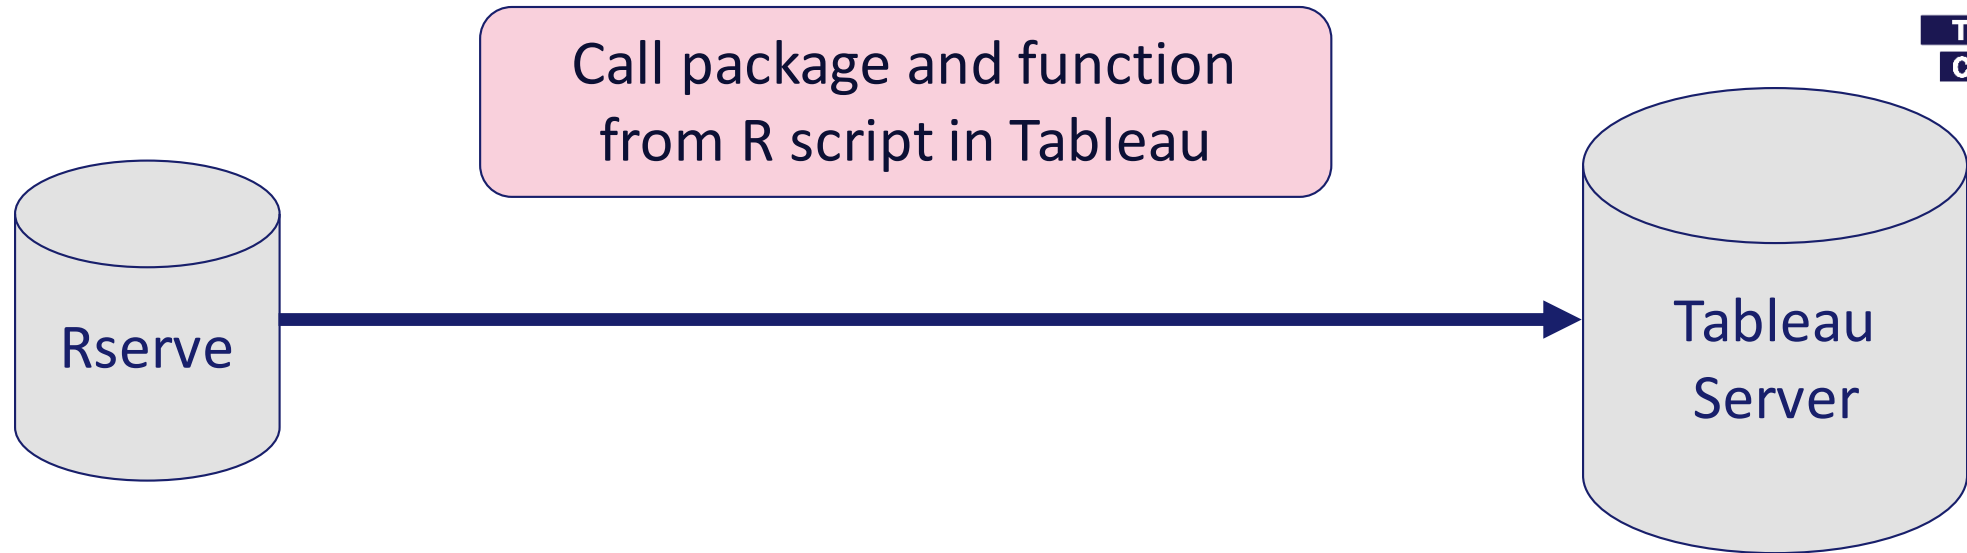 Call package and function
from R script in Tableau
T
C
Rserve
Tableau
Server